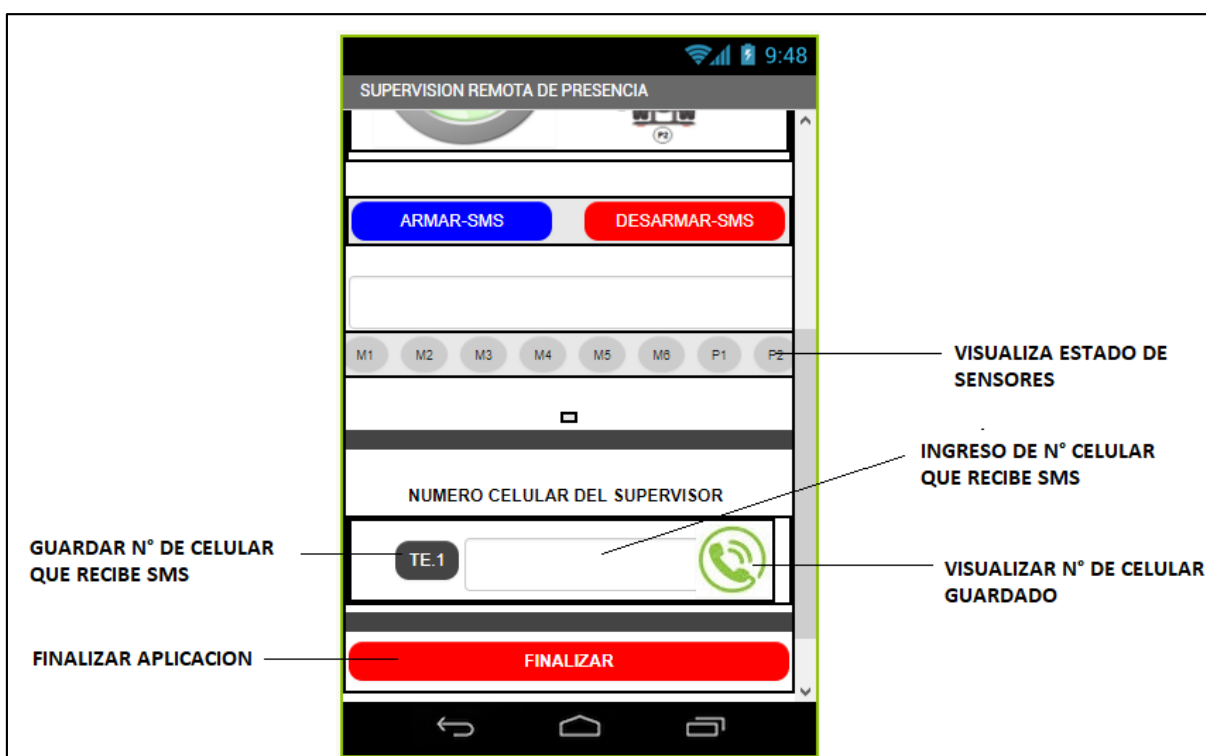 9:48
SUPERVISION REMOTA DE PRESENCIA
P2
ARMAR-SMS
DESARMAR-SMS
M1 M2 M3 M4 M5 M6 P1 P2
VISUALIZA ESTADO DE
SENSORES
INGRESO DE N° CELULAR
QUE RECIBE SMS
NUMERO CELULAR DEL SUPERVISOR
GUARDAR N° DE CELULAR
QUE RECIBE SMS
TE.1
VISUALIZAR N° DE CELULAR
GUARDADO
FINALIZAR APLICACION
FINALIZAR